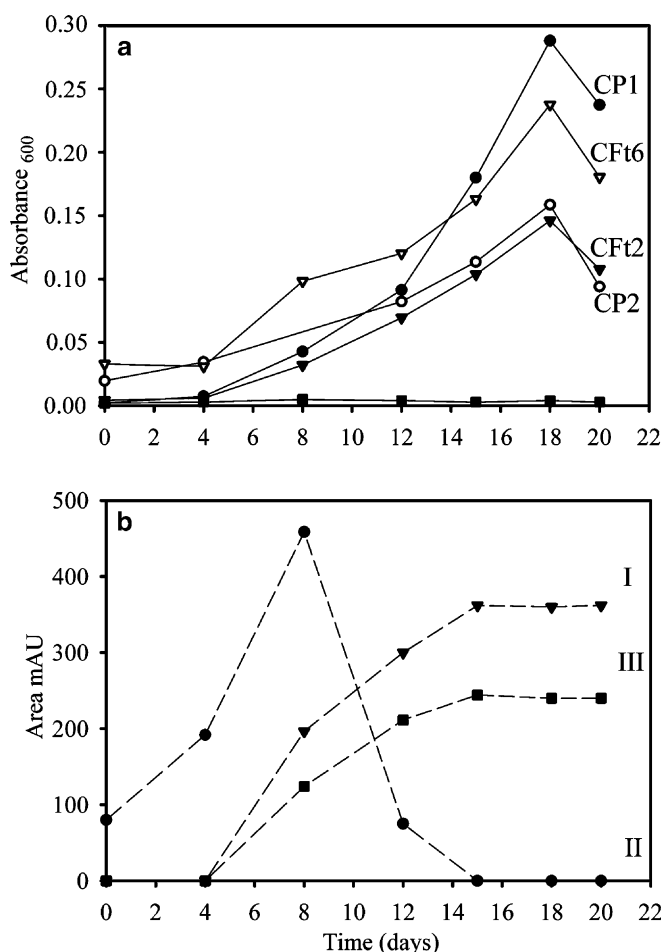 a
0.30
0.25
0.20
0.15
0.10
0.05
0.00
Absorbance 600
CP1
CFt6
CFt2
CP2
0 2 4 6 8 10 12 14 16 18 20 22
b
500
400
300
200
100
0
Area mAU
I
III
II
0 2 4 6 8 10 12 14 16 18 20 22
Time (days)